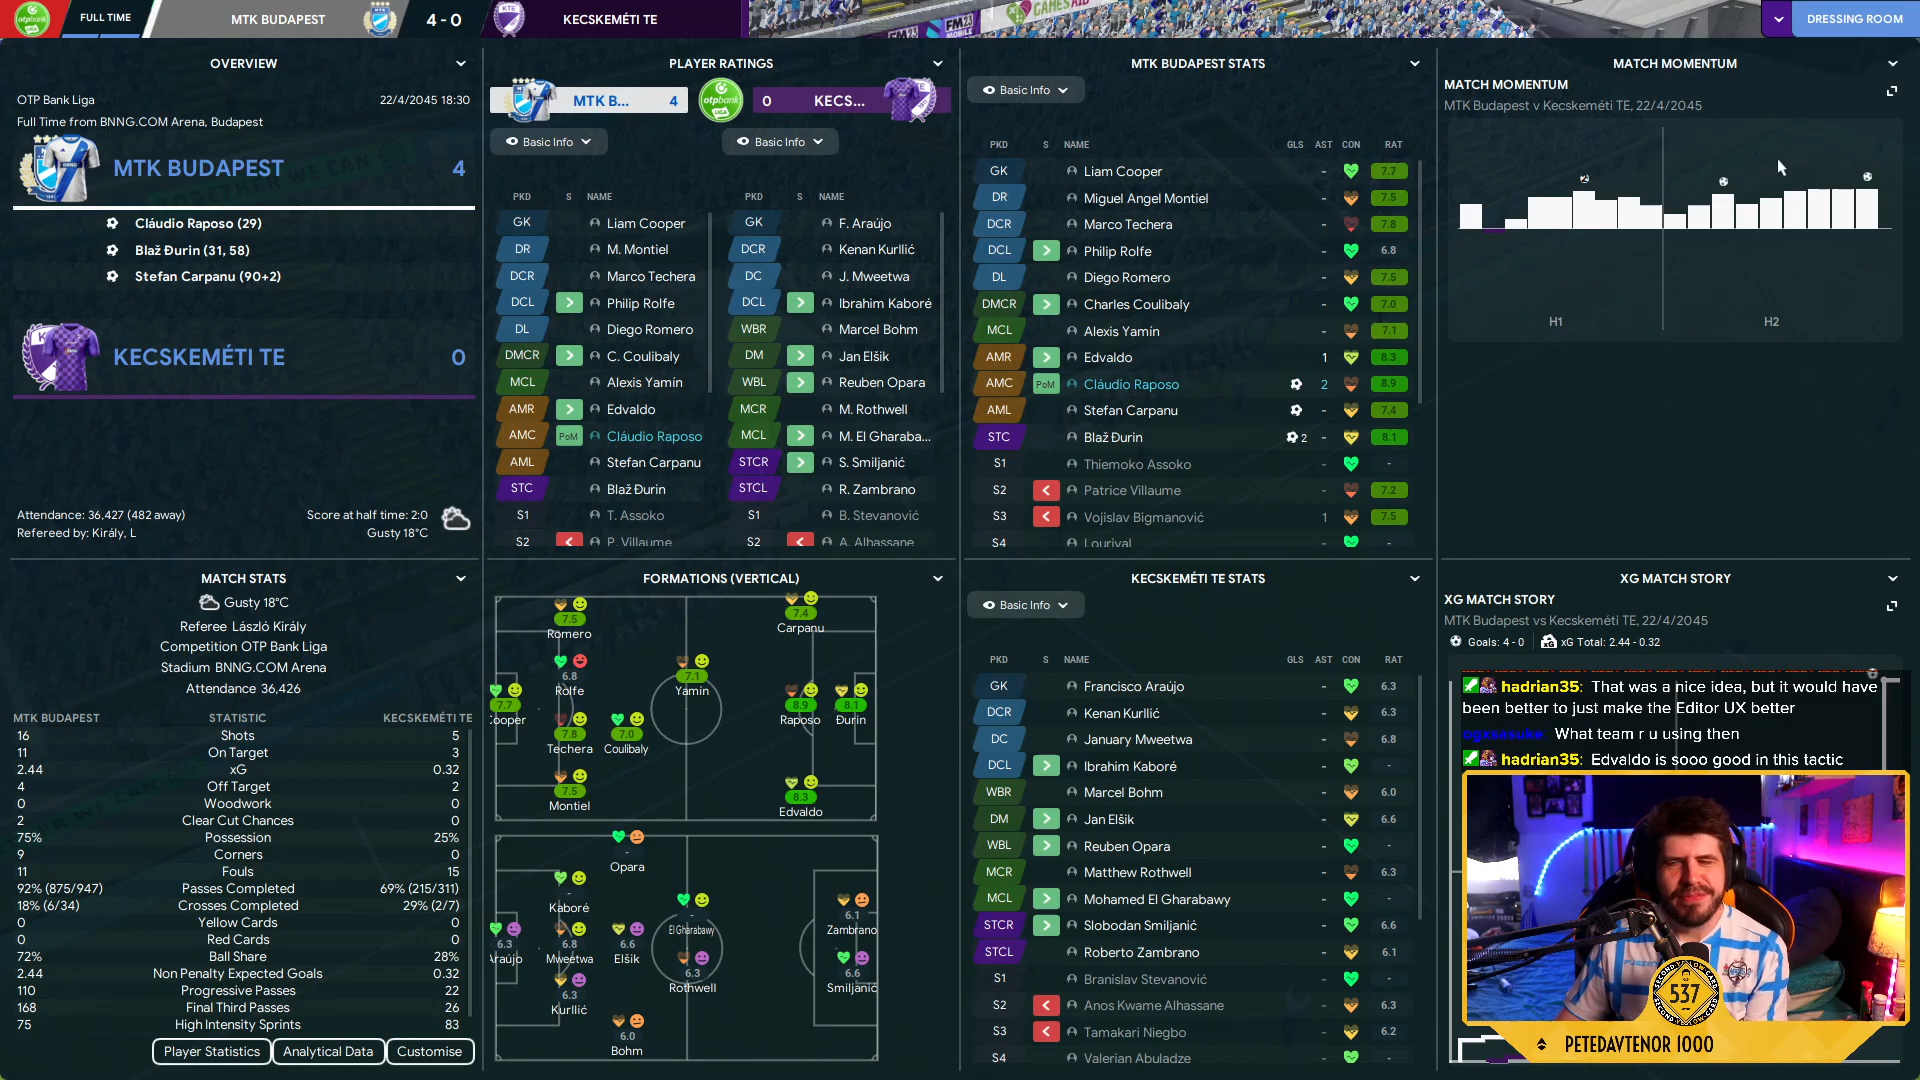 FULL TIME
MTK BUDAPEST
4 - 0
KECSKEMÉTI TE
DRESSING ROOM
OVERVIEW
OTP Bank Liga
22/4/2045 18:30
Full Time from BNNG.COM Arena, Budapest
MTK BUDAPEST
4
Cláudio Raposo (29)
Blaž Đurin (31, 58)
Stefan Carpanu (90+2)
KECSKEMÉTI TE
0
Attendance: 36,427 (482 away)
Score at half time: 2:0
Refereed by: Király, L
Gusty 18°C
PLAYER RATINGS
MTK B... 4
otpbank LIGA
0 KECS...
Basic Info
Basic Info
PKD S NAME
GK Liam Cooper
DR M. Montiel
DCR Marco Techera
DCL Philip Rolfe
DL Diego Romero
DMCR C. Coulibaly
MCL Alexis Yamín
AMR Edvaldo
AMC PoM Cláudio Raposo
AML Stefan Carpanu
STC Blaž Đurin
S1 T. Assoko
S2 P. Villaume
PKD S NAME
GK F. Araújo
DCR Kenan Kurllić
DC J. Mweetwa
DCL Ibrahim Kaboré
WBR Marcel Bohm
DM Jan Elšik
WBL Reuben Opara
MCR M. Rothwell
MCL M. El Gharaba...
STCR S. Smiljanić
STCL R. Zambrano
S1 B. Stevanović
S2 A. Alhassane
MTK BUDAPEST STATS
Basic Info
PKD S NAME GLS AST CON RAT
GK Liam Cooper - 7.7
DR Miguel Angel Montiel - 7.5
DCR Marco Techera - 7.8
DCL Philip Rolfe - 6.8
DL Diego Romero - 7.5
DMCR Charles Coulibaly - 7.0
MCL Alexis Yamín - 7.1
AMR Edvaldo 1 8.3
AMC PoM Cláudio Raposo 2 8.9
AML Stefan Carpanu - 7.4
STC Blaž Đurin 2 - 8.1
S1 Thiemoko Assoko - -
S2 Patrice Villaume - 7.2
S3 Vojislav Bigmanović 1 7.5
S4 Lourival - -
MATCH MOMENTUM
MATCH MOMENTUM
MTK Budapest v Kecskeméti TE, 22/4/2045
2
H1
H2
MATCH STATS
Gusty 18°C
Referee László Király
Competition OTP Bank Liga
Stadium BNNG.COM Arena
Attendance 36,426
MTK BUDAPEST STATISTIC KECSKEMÉTI TE
16 Shots 5
11 On Target 3
2.44 xG 0.32
4 Off Target 2
0 Woodwork 0
2 Clear Cut Chances 0
75% Possession 25%
9 Corners 0
11 Fouls 15
92% (875/947) Passes Completed 69% (215/311)
18% (6/34) Crosses Completed 29% (2/7)
0 Yellow Cards 0
0 Red Cards 0
72% Ball Share 28%
2.44 Non Penalty Expected Goals 0.32
110 Progressive Passes 22
168 Final Third Passes 26
75 High Intensity Sprints 83
Player Statistics
Analytical Data
Customise
FORMATIONS (VERTICAL)
7.5
Romero
7.4
Carpanu
6.8
Rolfe
7.1
Yamín
7.7
Cooper
8.9
Raposo
8.1
Đurin
7.8
Techera
7.0
Coulibaly
7.5
Montiel
8.3
Edvaldo
-
Opara
-
Kaboré
-
El Gharabawy
6.1
Zambrano
6.3
Araújo
6.8
Mweetwa
6.6
Elšik
6.3
Rothwell
6.6
Smiljanić
6.3
Kurllić
6.0
Bohm
KECSKEMÉTI TE STATS
Basic Info
PKD S NAME GLS AST CON RAT
GK Francisco Araújo - 6.3
DCR Kenan Kurllić - 6.3
DC January Mweetwa - 6.8
DCL Ibrahim Kaboré - -
WBR Marcel Bohm - 6.0
DM Jan Elšik - 6.6
WBL Reuben Opara - -
MCR Matthew Rothwell - 6.3
MCL Mohamed El Gharabawy - -
STCR Slobodan Smiljanić - 6.6
STCL Roberto Zambrano - 6.1
S1 Branislav Stevanović - -
S2 Anos Kwame Alhassane - 6.3
S3 Tamakari Niegbo - 6.2
S4 Valerian Abuladze - -
XG MATCH STORY
XG MATCH STORY
MTK Budapest vs Kecskeméti TE, 22/4/2045
Goals: 4 - 0
xG Total: 2.44 - 0.32
hadrian35: That was a nice idea, but it would have
been better to just make the Editor UX better
ogxsasuke: What team r u using then
hadrian35: Edvaldo is sooo good in this tactic
SECOND YELLOW CARD
537
PETEDAVTENOR 1000